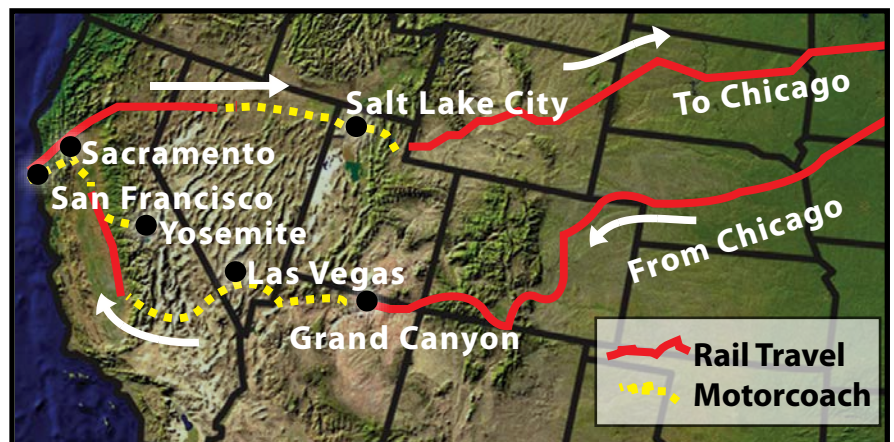 Salt Lake City
To Chicago
Sacramento
San Francisco
Yosemite
From Chicago
Las Vegas
Grand Canyon
Rail Travel
Motorcoach